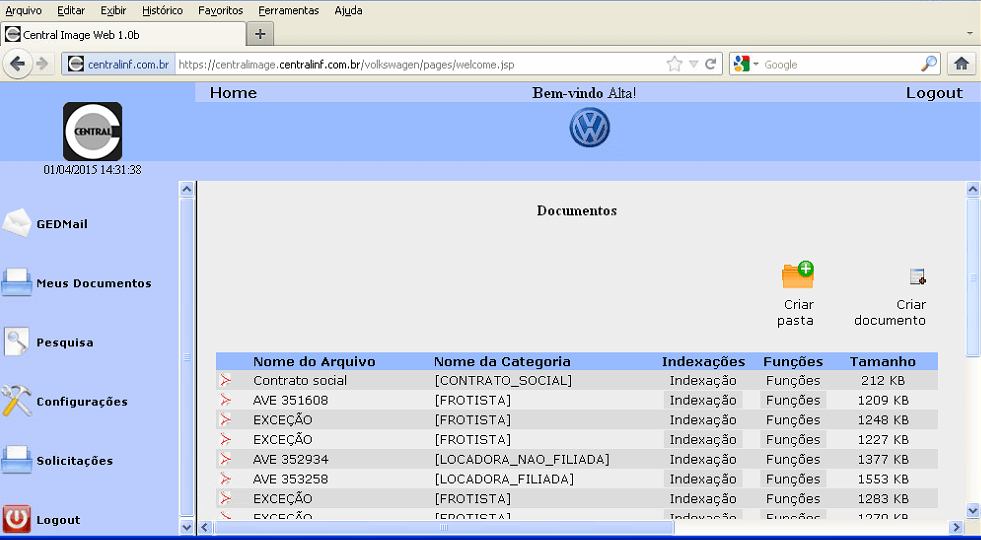 Arquivo Editar Exibir Histórico Favoritos Ferramentas Ajuda
Central Image Web 1.0b
centralinf.com.br https://centralimage.centralinf.com.br/volkswagen/pages/welcome.jsp Google
Home Bem-vindo Alta! Logout
CENTRAL
01/04/2015 14:31:38
GEDMail
Meus Documentos
Pesquisa
Configurações
Solicitações
Logout
Documentos
Criar pasta
Criar documento
Nome do Arquivo Nome da Categoria Indexações Funções Tamanho
Contrato social [CONTRATO_SOCIAL] Indexação Funções 212 KB
AVE 351608 [FROTISTA] Indexação Funções 1209 KB
EXCEÇÃO [FROTISTA] Indexação Funções 1248 KB
EXCEÇÃO [FROTISTA] Indexação Funções 1227 KB
AVE 352934 [LOCADORA_NAO_FILIADA] Indexação Funções 1377 KB
AVE 353258 [LOCADORA_FILIADA] Indexação Funções 1553 KB
EXCEÇÃO [FROTISTA] Indexação Funções 1283 KB
EXCEÇÃO [FROTISTA] Indexação Funções 1270 KB